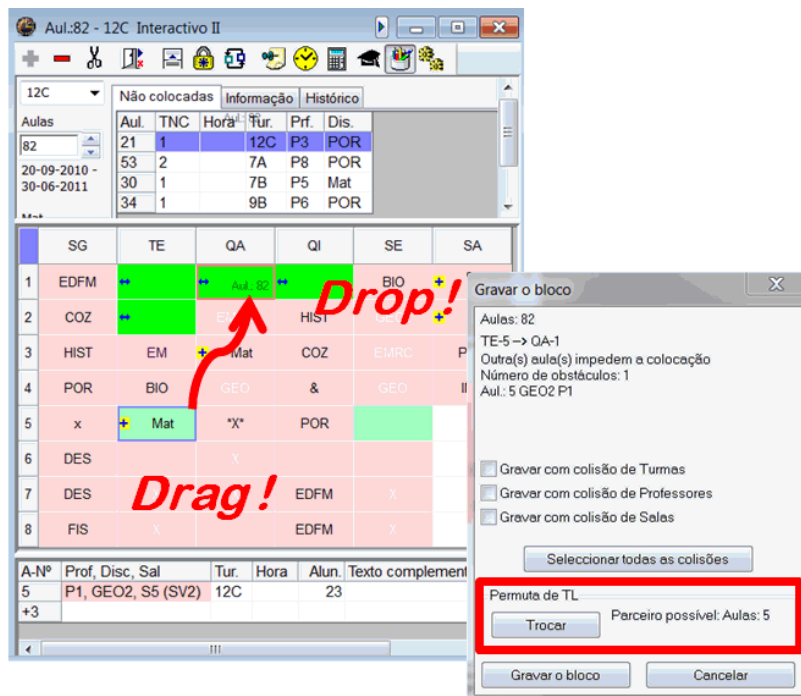 Aul.:82 - 12C Interactivo II
12C
Não colocadas Informação Histórico
Aulas
82
20-09-2010 -
30-06-2011
Aul. TNC Hora Tur. Prf. Dis.
21 1 12C P3 POR
53 2 7A P8 POR
30 1 7B P5 Mat
34 1 9B P6 POR
SG TE QA QI SE SA
1 EDFM Aul.: 82 BIO
2 COZ HIST
3 HIST EM Mat COZ EMRC P
4 POR BIO GEO & GEO
5 x Mat *X* POR
6 DES X
7 DES EDFM X
8 FIS X EDFM X
Drag!
Drop!
A-Nº Prof, Disc, Sal Tur. Hora Alun. Texto complement
5 P1, GEO2, S5 (SV2) 12C 23
+3
Gravar o bloco
Aulas: 82
TE-5 -> QA-1
Outra(s) aula(s) impedem a colocação
Número de obstáculos: 1
Aul.: 5 GEO2 P1
Gravar com colisão de Turmas
Gravar com colisão de Professores
Gravar com colisão de Salas
Seleccionar todas as colisões
Permuta de TL
Trocar Parceiro possível: Aulas: 5
Gravar o bloco Cancelar